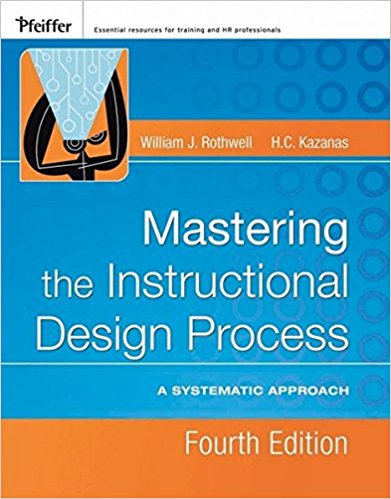 Pfeiffer
Essential resources for training and HR professionals
William J. Rothwell H.C. Kazanas
Mastering
the Instructional
Design Process
A SYSTEMATIC APPROACH
Fourth Edition